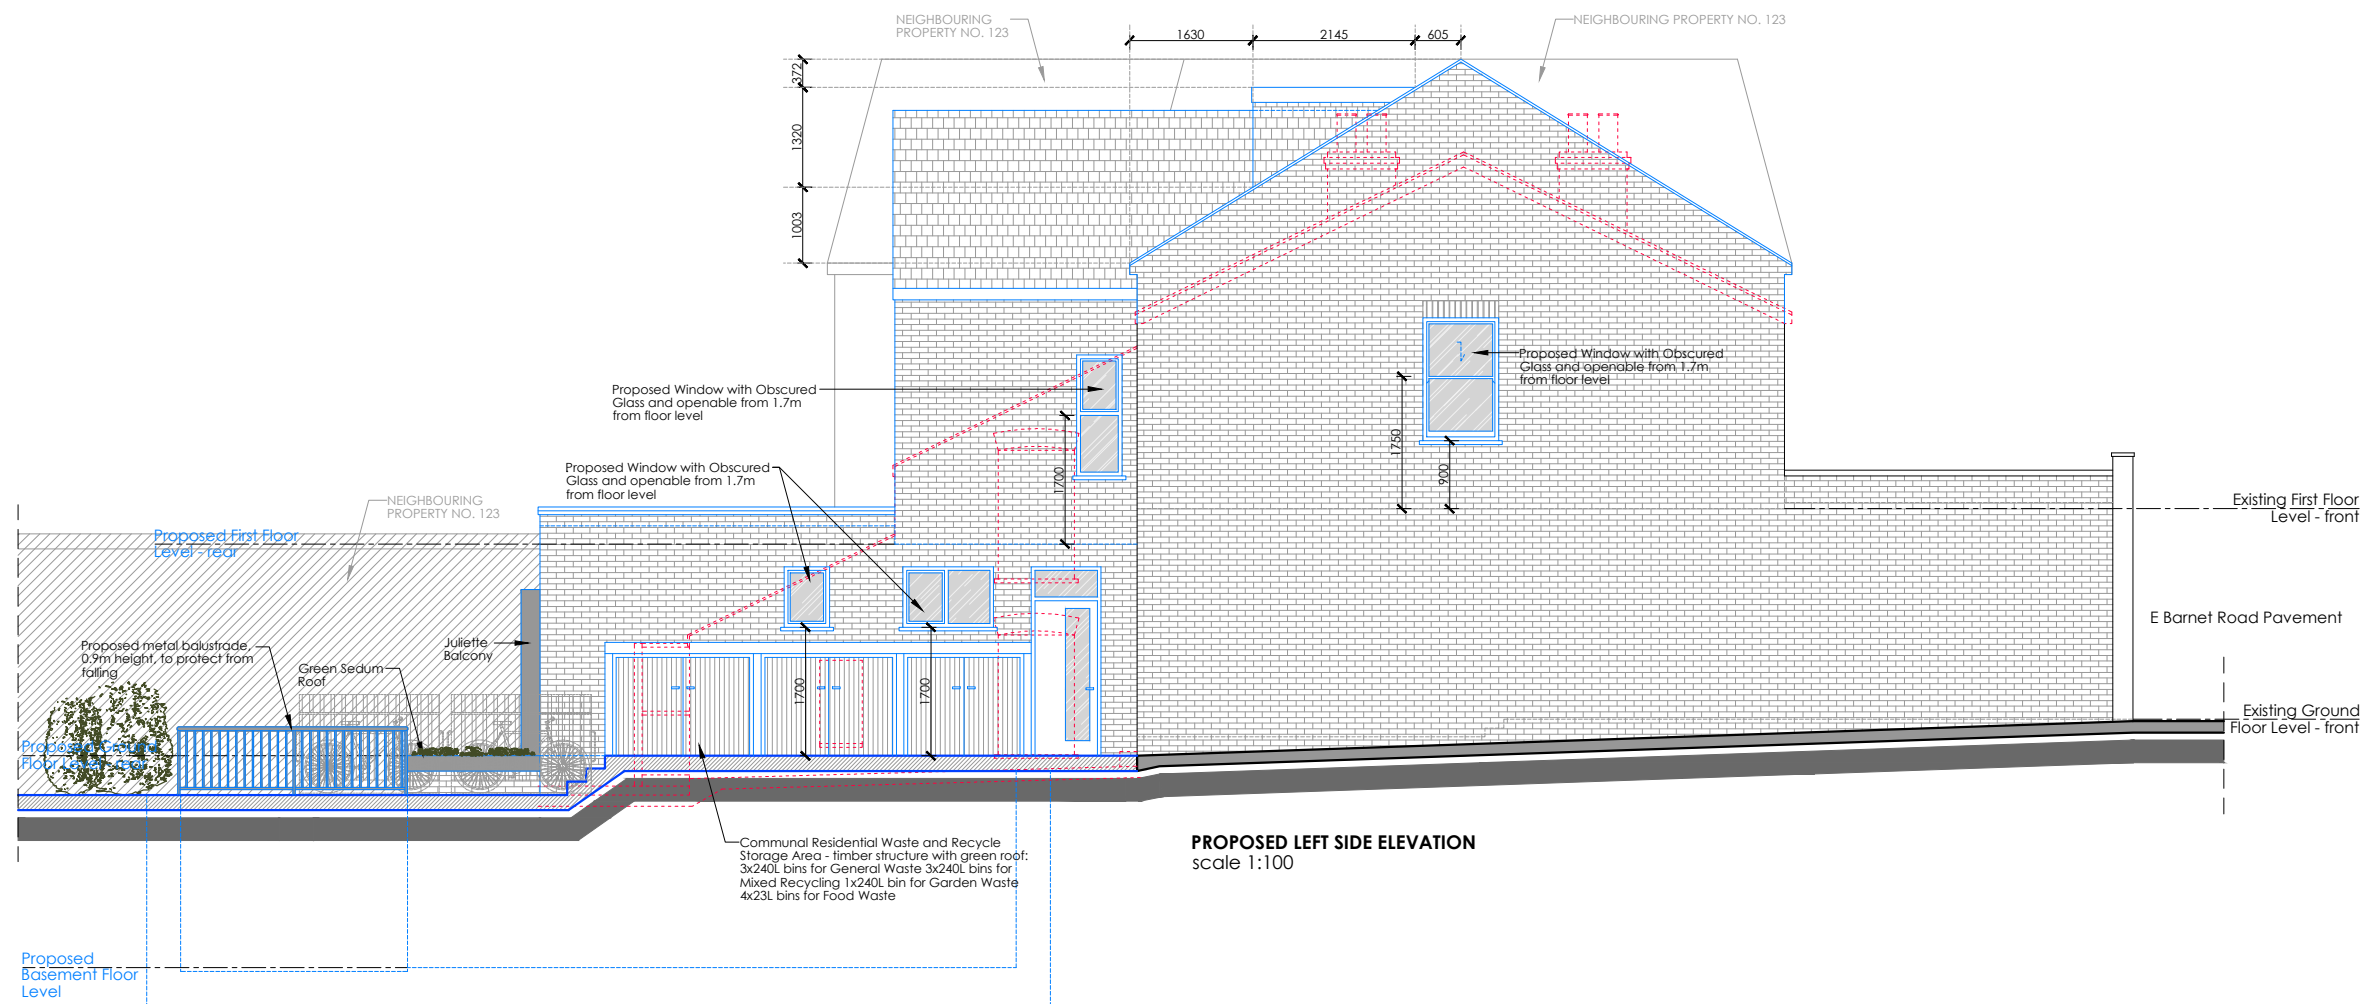 NEIGHBOURING
PROPERTY NO. 123
NEIGHBOURING PROPERTY NO. 123
1630
2145
605
372
1320
1003
Proposed Window with Obscured
Glass and openable from 1.7m
from floor level
Proposed Window with Obscured
Glass and openable from 1.7m
from floor level
1750
900
1700
Proposed Window with Obscured
Glass and openable from 1.7m
from floor level
NEIGHBOURING
PROPERTY NO. 123
Existing First Floor
Level - front
Proposed First Floor
Level - rear
E Barnet Road Pavement
Proposed metal balustrade,
0.9m height, to protect from
falling
Green Sedum
Roof
Juliette
Balcony
1700
1700
Existing Ground
Floor Level - front
Proposed Ground
Floor Level - rear
Communal Residential Waste and Recycle
Storage Area - timber structure with green roof:
3x240L bins for General Waste 3x240L bins for
Mixed Recycling 1x240L bin for Garden Waste
4x23L bins for Food Waste
PROPOSED LEFT SIDE ELEVATION
scale 1:100
Proposed
Basement Floor
Level